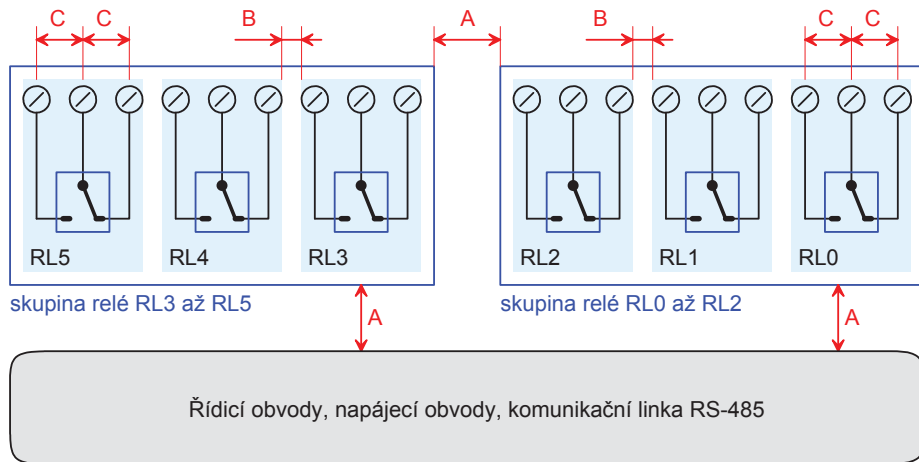 C C B A B C C
RL5 RL4 RL3 RL2 RL1 RL0
skupina relé RL3 až RL5 A skupina relé RL0 až RL2 A
Řídicí obvody, napájecí obvody, komunikační linka RS-485